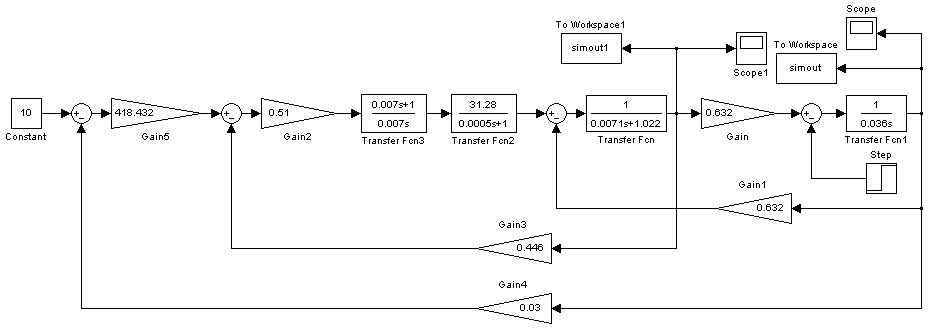 Scope
To Workspace1
simout1
Scope1
To Workspace
simout
10
Constant
418.432
Gain5
0.51
Gain2
0.007s+1
0.007s
Transfer Fcn3
31.28
0.0005s+1
Transfer Fcn2
1
0.0071s+1.022
Transfer Fcn
0.632
Gain
1
0.036s
Transfer Fcn1
Step
Gain1
0.632
Gain3
0.446
Gain4
0.03